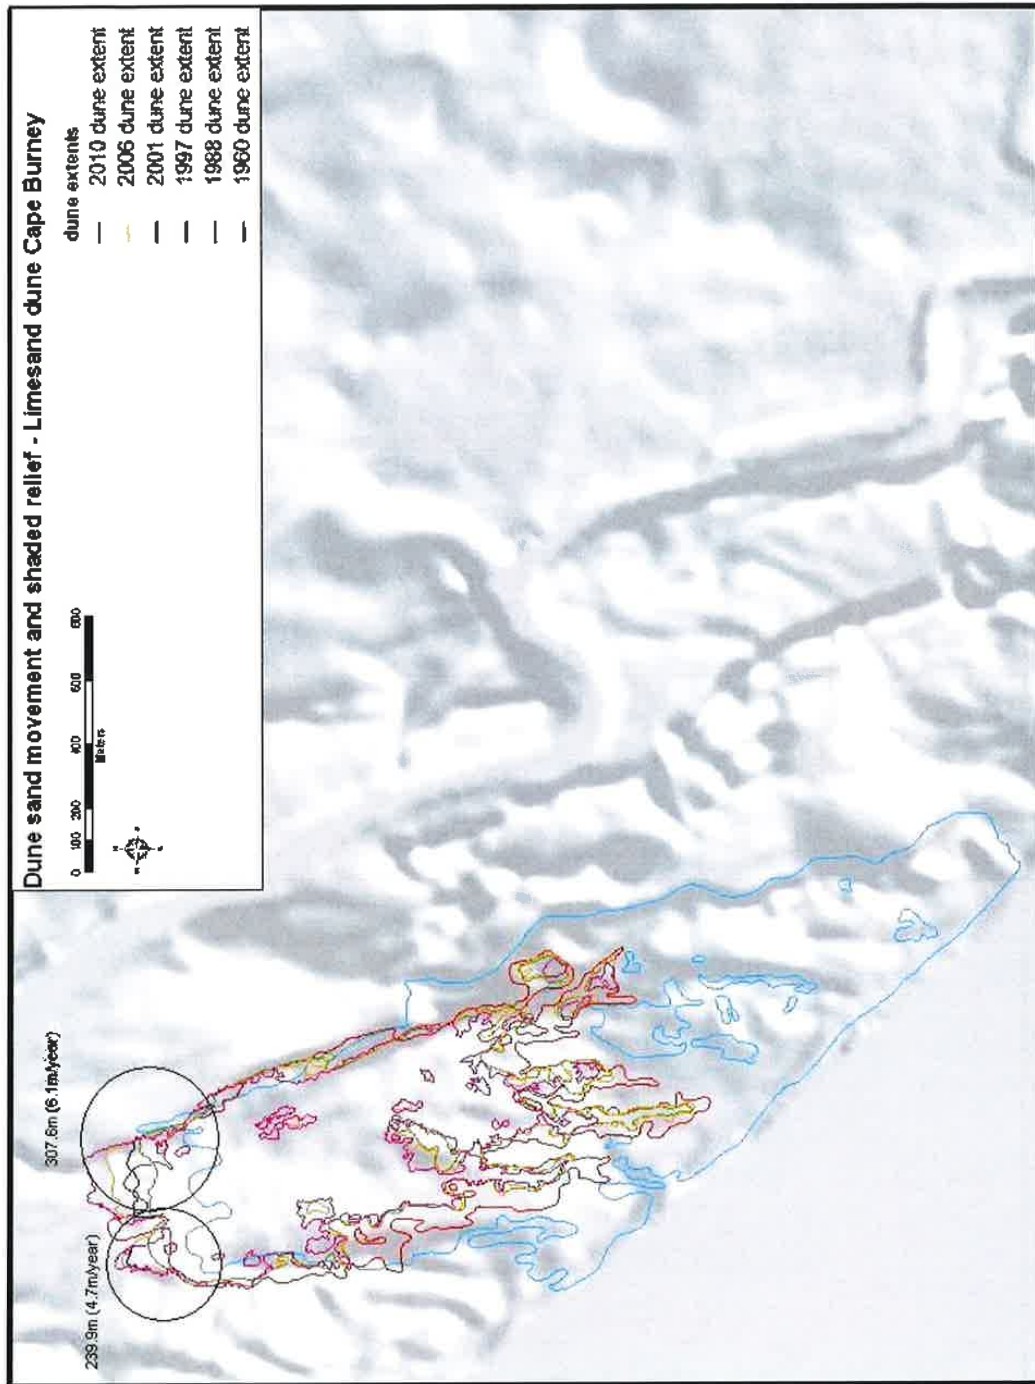 Dune sand movement and shaded relief - Limesand dune Cape Burney
0 100 200 400 600 800
Meters
dune extents
2010 dune extent
2006 dune extent
2001 dune extent
1997 dune extent
1988 dune extent
1960 dune extent
307.6m (6.1m/year)
239.9m (4.7m/year)